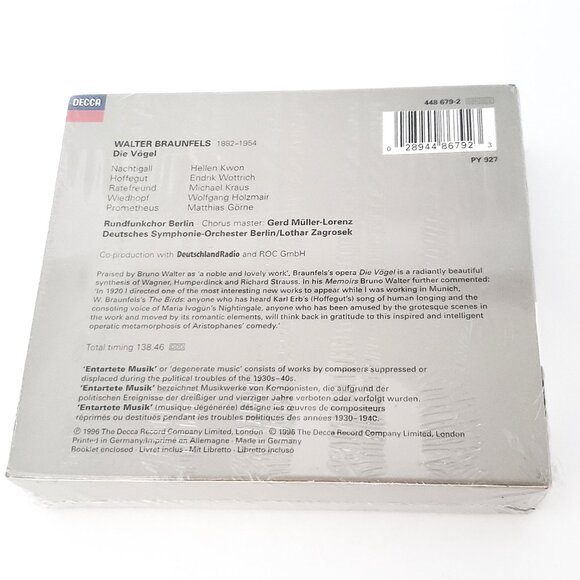 DECCA
448 679-2
0 28944 86792 3
PY 927
WALTER BRAUNFELS 1882–1954
Die Vögel
Nachtigall Hellen Kwon
Hoffegut Endrik Wottrich
Ratefreund Michael Kraus
Wiedhopf Wolfgang Holzmair
Prometheus Matthias Görne
Rundfunkchor Berlin Chorus master: Gerd Müller-Lorenz
Deutsches Symphonie-Orchester Berlin/Lothar Zagrosek
Co-production with DeutschlandRadio and ROC GmbH
Praised by Bruno Walter as 'a noble and lovely work', Braunfels's opera Die Vögel is a radiantly beautiful
synthesis of Wagner, Humperdinck and Richard Strauss. In his Memoirs Bruno Walter further commented:
'In 1920 I directed one of the most interesting new works to appear while I was working in Munich,
W. Braunfels's The Birds: anyone who has heard Karl Erb's (Hoffegut's) song of human longing and the
consoling voice of Maria Ivogün's Nightingale, anyone who has been amused by the grotesque scenes in
the work and moved by its romantic elements, will think back in gratitude to this inspired and intelligent
operatic metamorphosis of Aristophanes' comedy.'
Total timing 138.46 DDD
'Entartete Musik' or 'degenerate music' consists of works by composers suppressed or
displaced during the political troubles of the 1930s–40s.
'Entartete Musik' bezeichnet Musikwerke von Komponisten, die aufgrund der
politischen Ereignisse der dreißiger und vierziger Jahre verboten oder verfolgt wurden.
'Entartete Musik' (musique dégénérée) désigne les œuvres de compositeurs
réprimés ou destitués pendant les troubles politiques des années 1930-1940.
℗ 1996 The Decca Record Company Limited, London © 1996 The Decca Record Company Limited, London
Printed in Germany/Imprimé en Allemagne · Made in Germany
Booklet enclosed · Livret inclus · Mit Libretto · Libretto incluso